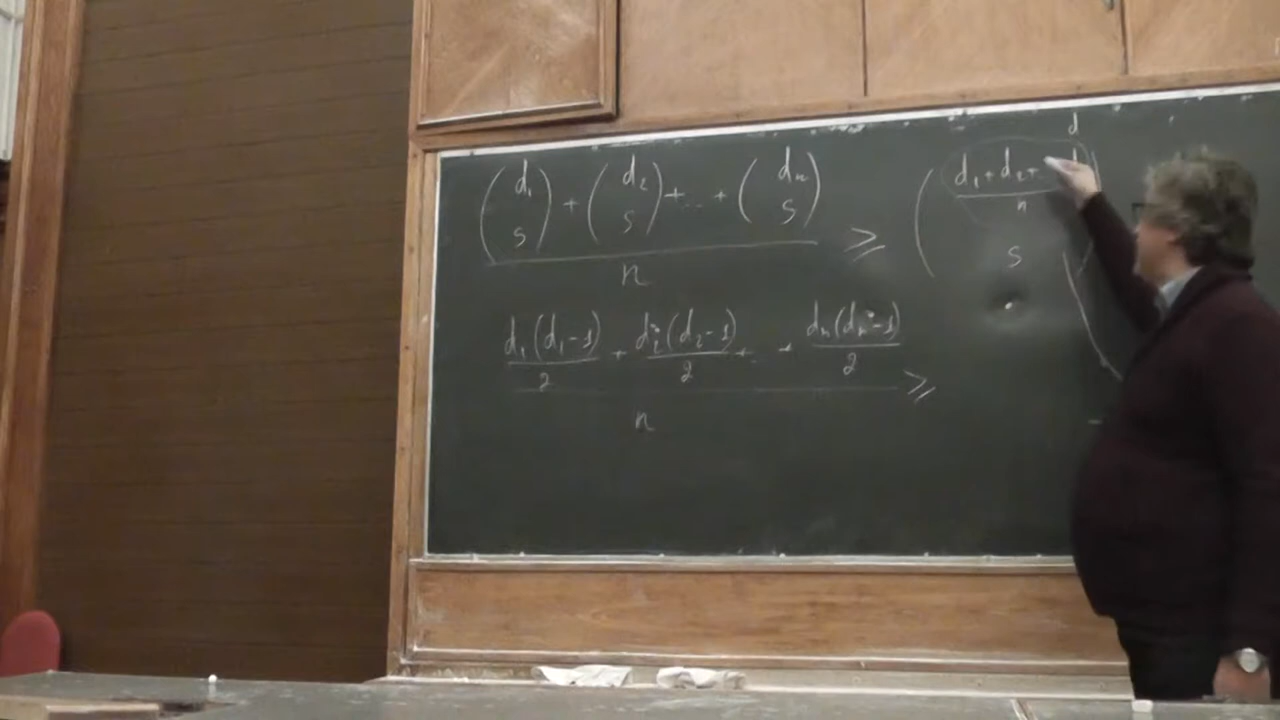 (d₁ s) + (d₂ s) + ... + (dₙ s)
n
≥
(d₁+d₂+
n
s
d₁(d₁-1)/2 + d₂(d₂-1)/2 + .. + dₙ(dₙ-1)/2 ≥
n